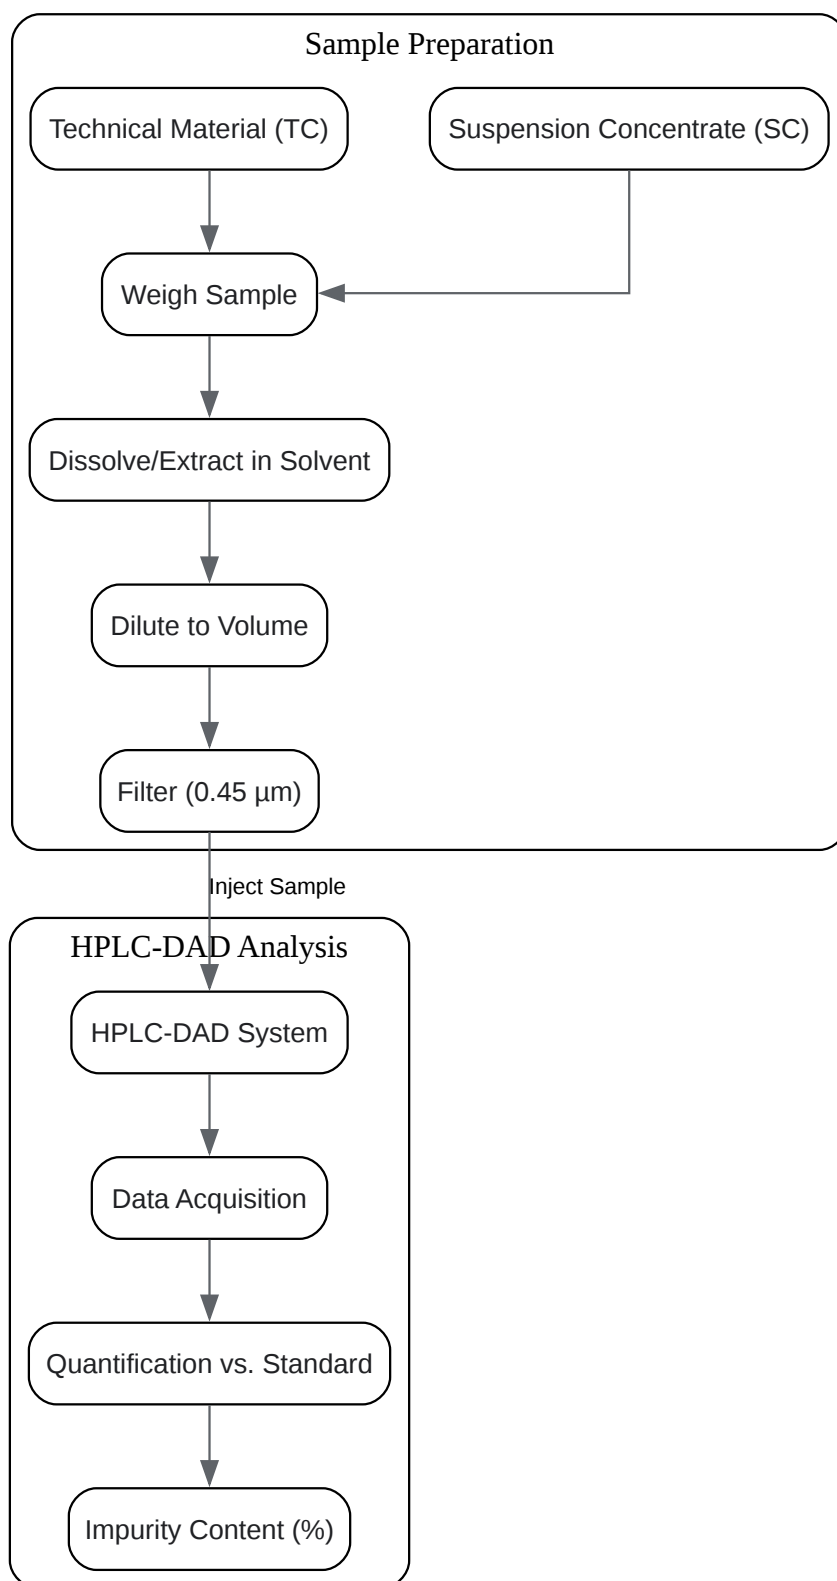 Sample Preparation
Technical Material (TC)
Suspension Concentrate (SC)
Weigh Sample
Dissolve/Extract in Solvent
Dilute to Volume
Filter (0.45 µm)
Inject Sample
HPLC-DAD Analysis
HPLC-DAD System
Data Acquisition
Quantification vs. Standard
Impurity Content (%)